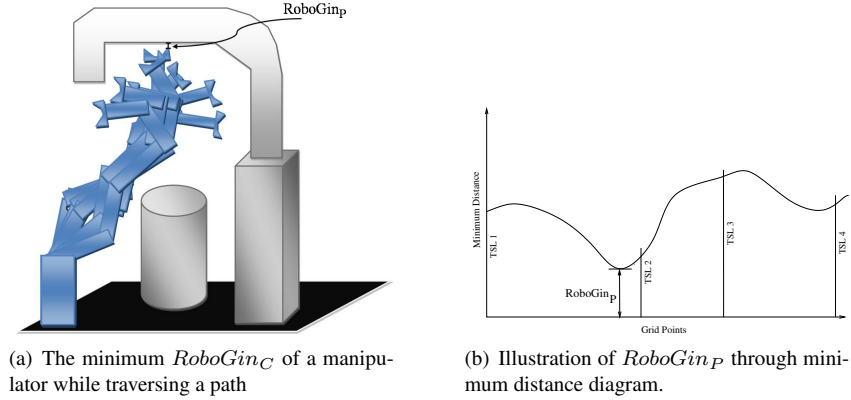 RoboGinP
(a) The minimum RoboGinC of a manipu-
lator while traversing a path
Minimum Distance
TSL 1
RoboGinP
TSL 2
TSL 3
TSL 4
Grid Points
(b) Illustration of RoboGinP through mini-
mum distance diagram.